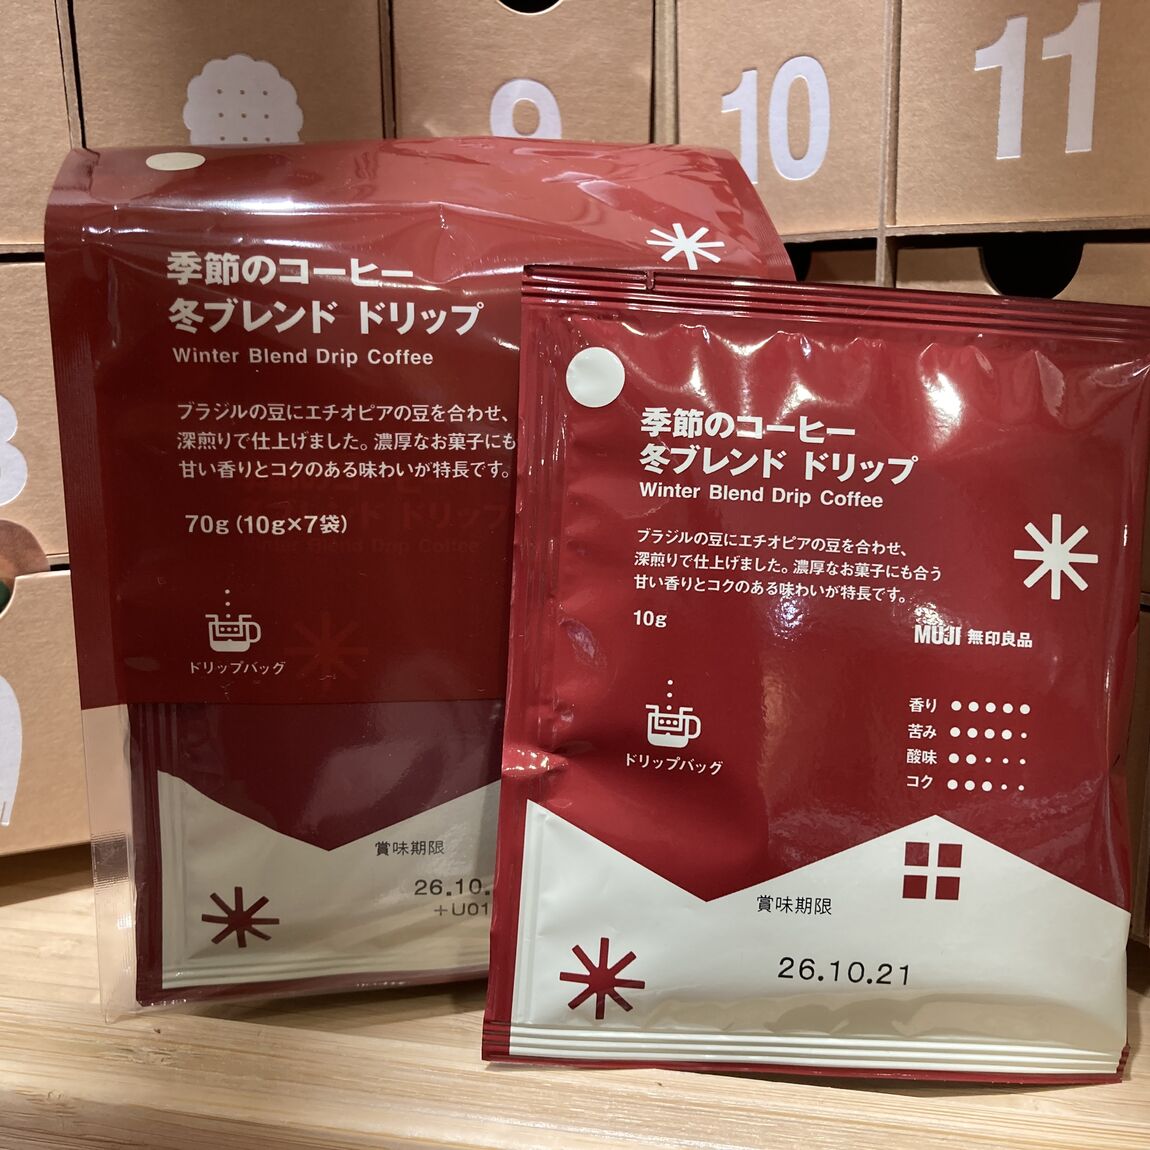 9
10
11
季節のコーヒー
冬ブレンド ドリップ
Winter Blend Drip Coffee
ブラジルの豆にエチオピアの豆を合わせ、
深煎りで仕上げました。濃厚なお菓子にも
甘い香りとコクのある味わいが特長です。
70g(10g×7袋)
ドリップバッグ
賞味期限
26.10.
+U01
季節のコーヒー
冬ブレンド ドリップ
Winter Blend Drip Coffee
ブラジルの豆にエチオピアの豆を合わせ、
深煎りで仕上げました。濃厚なお菓子にも合う
甘い香りとコクのある味わいが特長です。
10g
MUJI 無印良品
ドリップバッグ
香り
苦み
酸味
コク
賞味期限
26.10.21